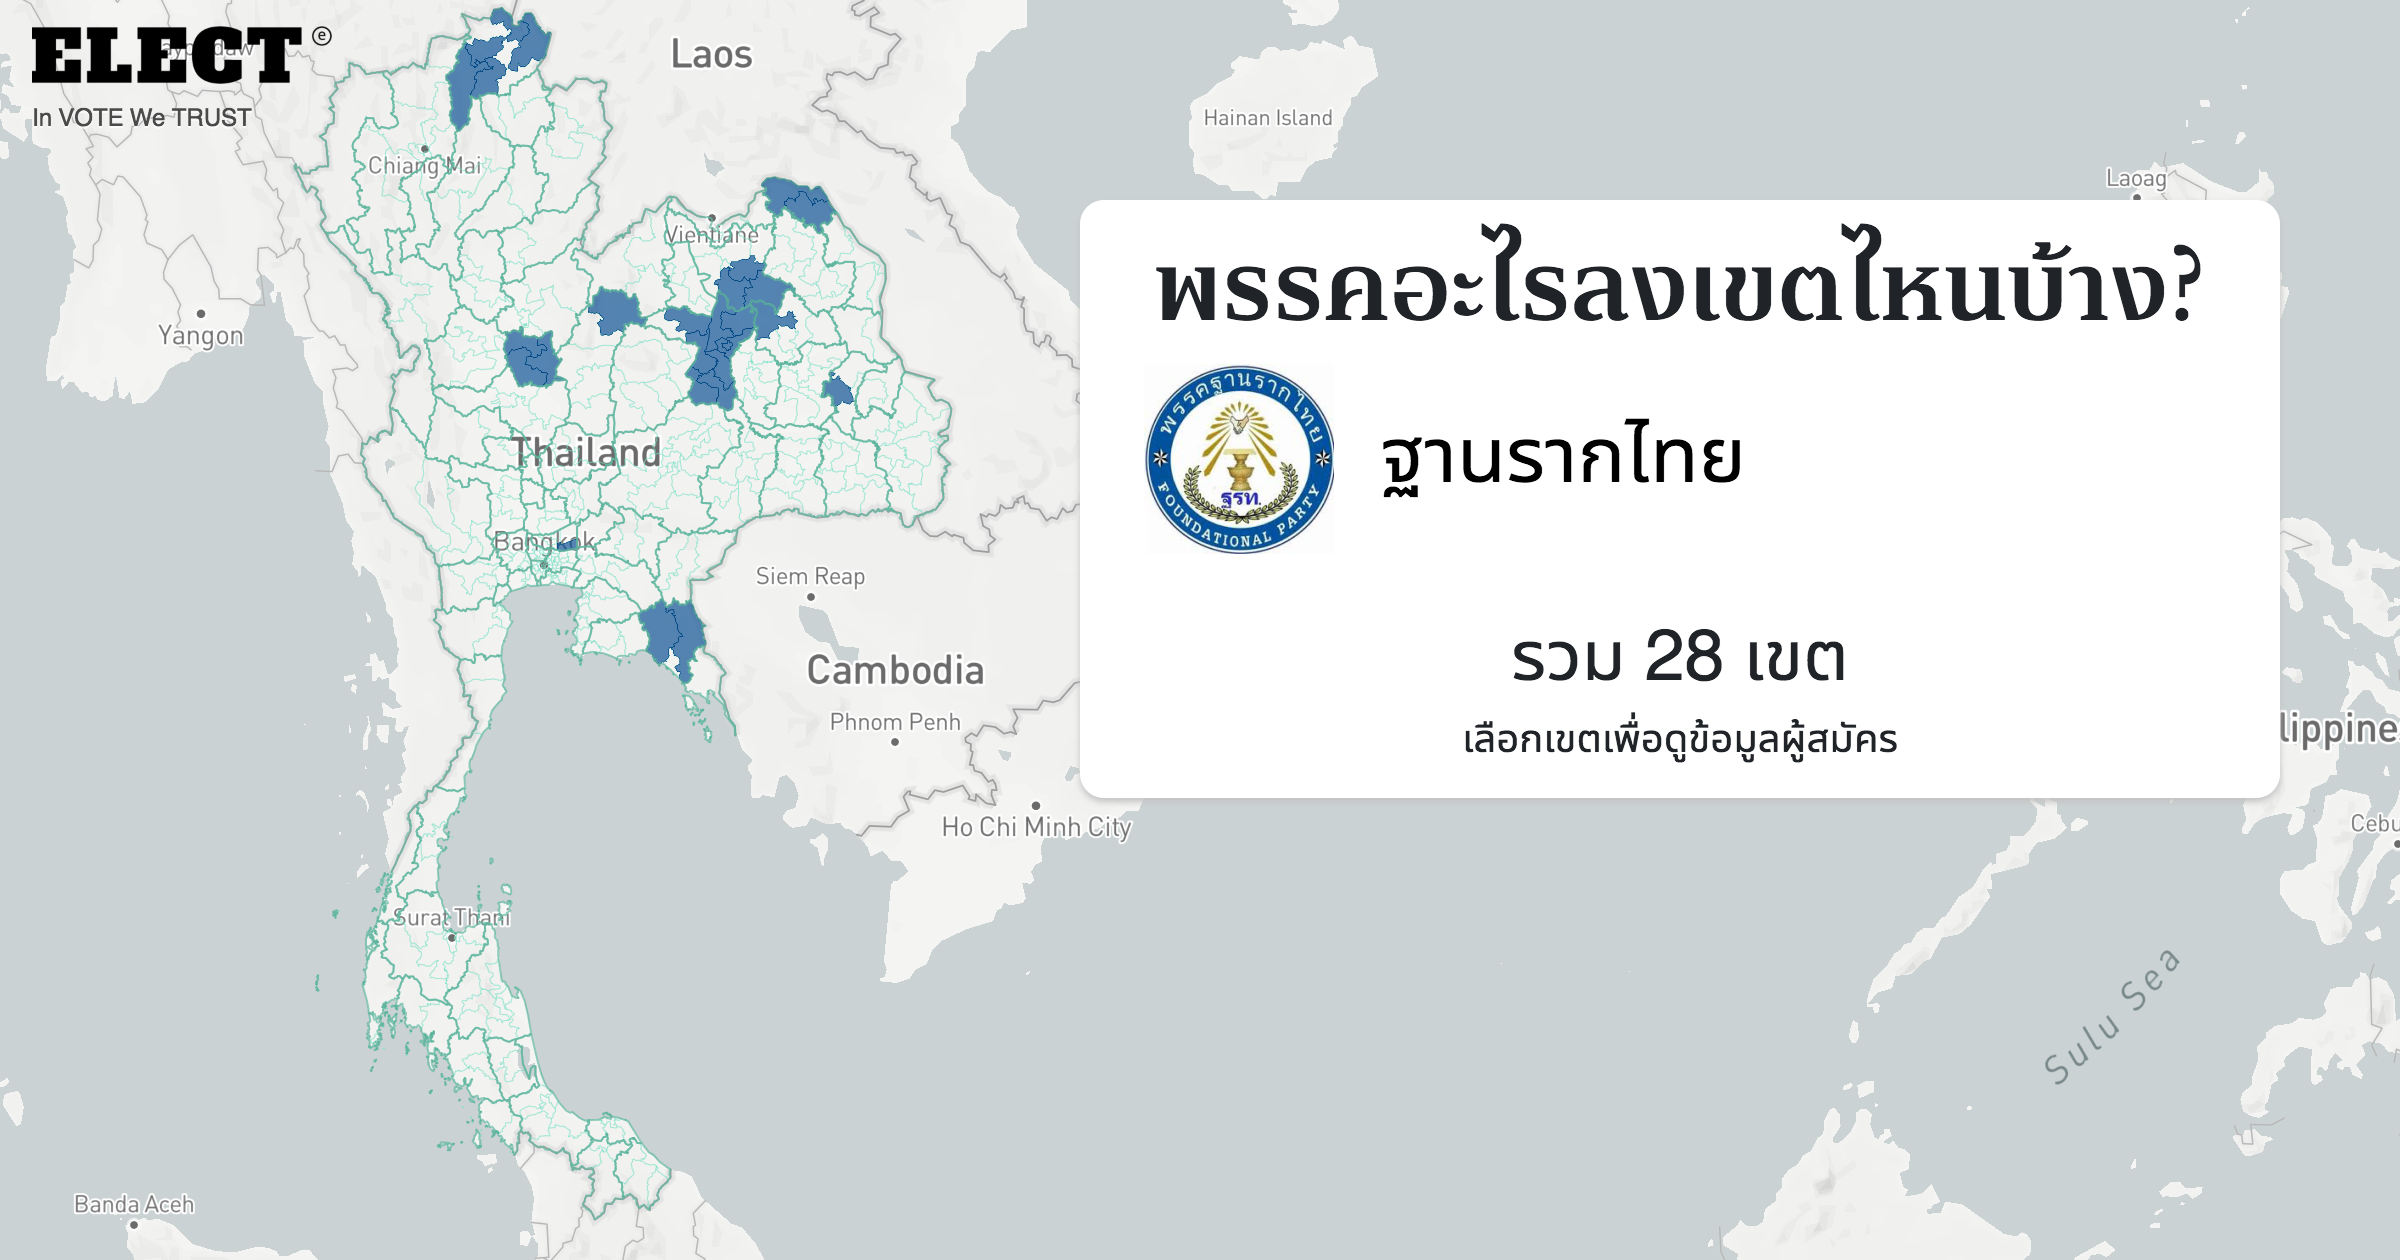 ELECT ⓔ
In VOTE We TRUST
Laos
Hainan Island
Laoag
Chiang Mai
Vientiane
Yangon
พรรคอะไรลงเขตไหนบ้าง?
พรรคฐานรากไทย
ฐรท.
FOUNDATIONAL PARTY
ฐานรากไทย
Thailand
Bangkok
Siem Reap
Cambodia
รวม 28 เขต
Phnom Penh
เลือกเขตเพื่อดูข้อมูลผู้สมัคร
lippine
Ho Chi Minh City
Cebu
Surat Thani
Sulu Sea
Banda Aceh